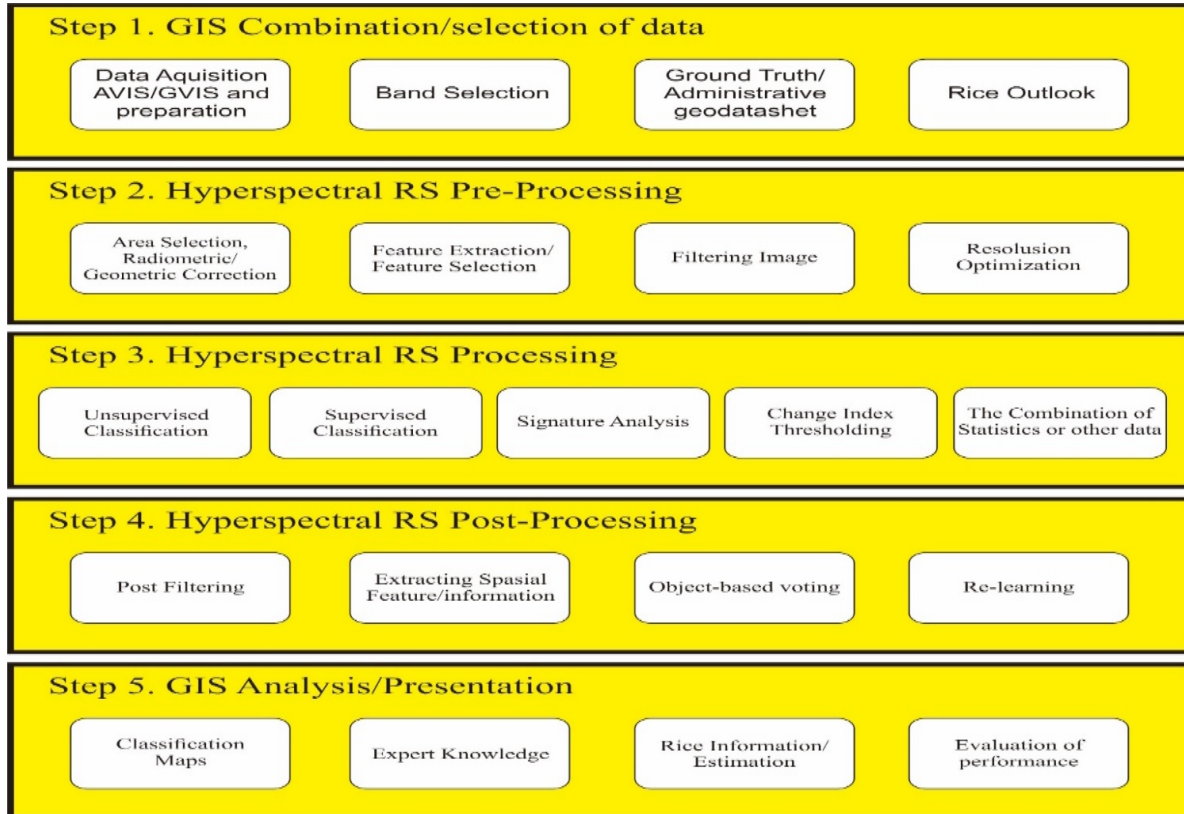 Step 1. GIS Combination/selection of data
Data Aquisition
AVIS/GVIS and
preparation
Band Selection
Ground Truth/
Administrative
geodatashet
Rice Outlook
Step 2. Hyperspectral RS Pre-Processing
Area Selection,
Radiometric/
Geometric Correction
Feature Extraction/
Feature Selection
Filtering Image
Resolusion
Optimization
Step 3. Hyperspectral RS Processing
Unsupervised
Classification
Supervised
Classification
Signature Analysis
Change Index
Thresholding
The Combination of
Statistics or other data
Step 4. Hyperspectral RS Post-Processing
Post Filtering
Extracting Spasial
Feature/information
Object-based voting
Re-learning
Step 5. GIS Analysis/Presentation
Classification
Maps
Expert Knowledge
Rice Information/
Estimation
Evaluation of
performance